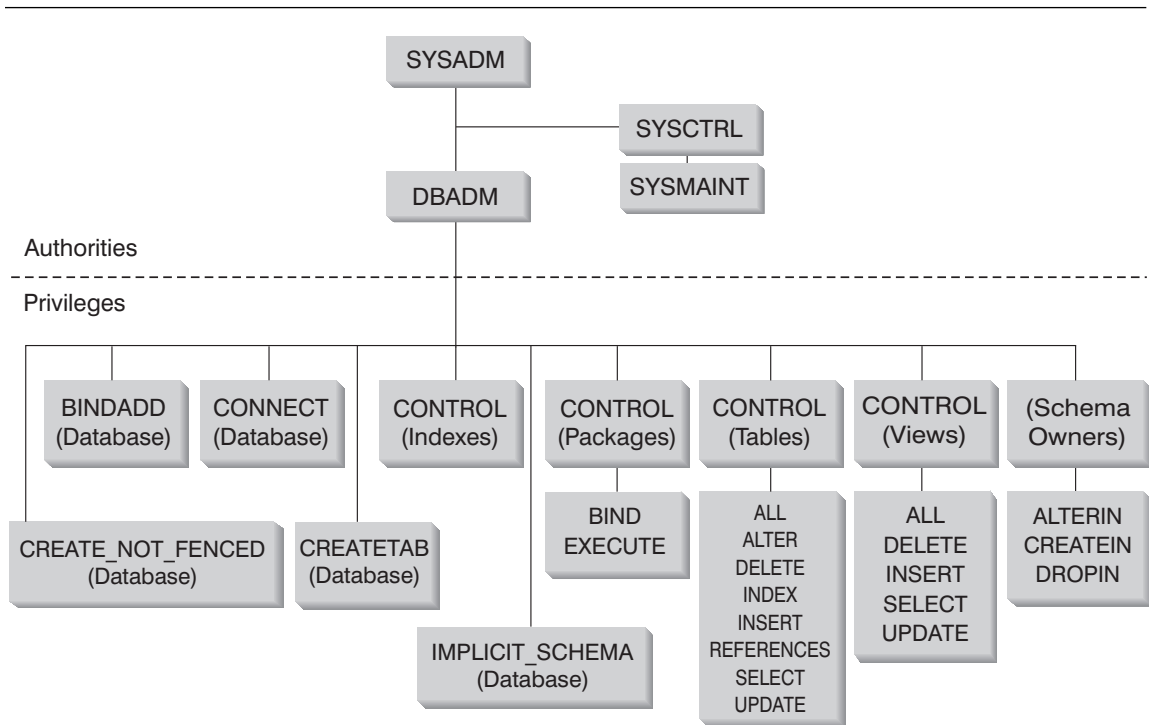 SYSADM
SYSCTRL
SYSMAINT
DBADM
Authorities
Privileges
BINDADD
(Database)
CONNECT
(Database)
CONTROL
(Indexes)
CONTROL
(Packages)
CONTROL
(Tables)
CONTROL
(Views)
(Schema
Owners)
CREATE_NOT_FENCED
(Database)
CREATETAB
(Database)
IMPLICIT_SCHEMA
(Database)
BIND
EXECUTE
ALL
ALTER
DELETE
INDEX
INSERT
REFERENCES
SELECT
UPDATE
ALL
DELETE
INSERT
SELECT
UPDATE
ALTERIN
CREATEIN
DROPIN